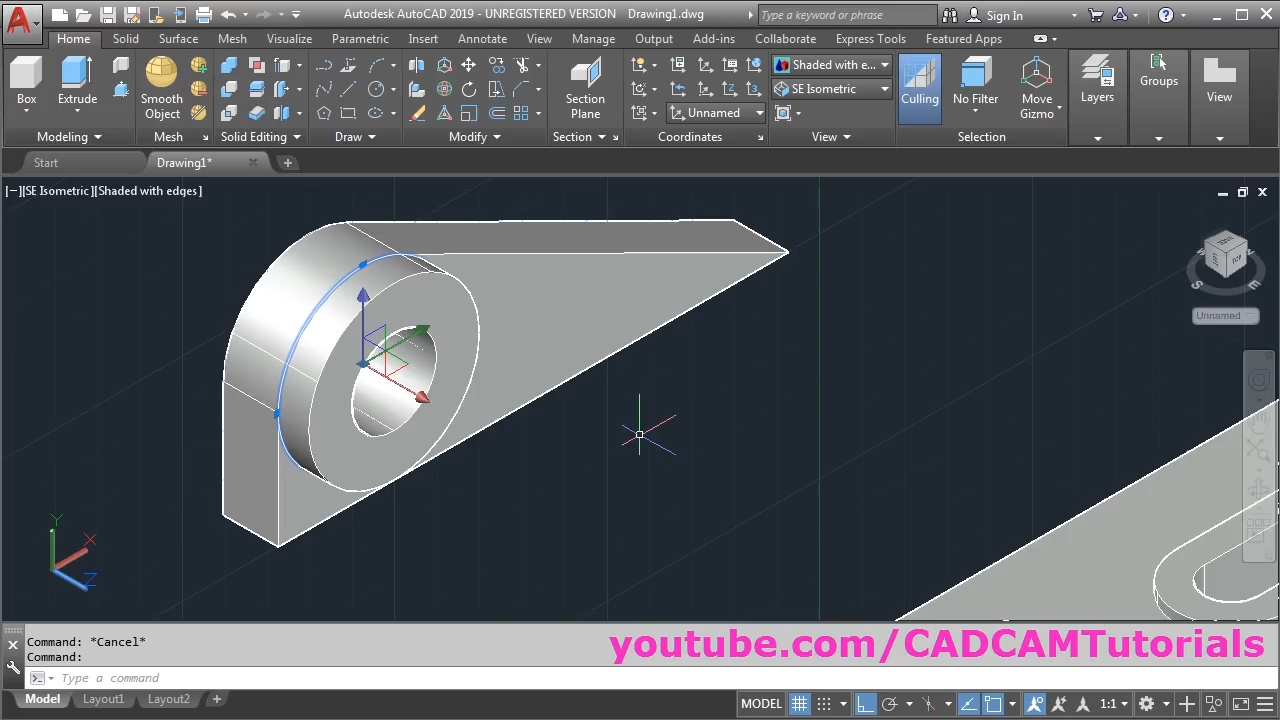 Autodesk AutoCAD 2019 - UNREGISTERED VERSION Drawing1.dwg
Type a keyword or phrase
Sign In
Home Solid Surface Mesh Visualize Parametric Insert Annotate View Manage Output Add-ins Collaborate Express Tools Featured Apps
Box
Extrude
Smooth
Object
Section
Plane
Shaded with e...
SE Isometric
Unnamed
Culling
No Filter
Move
Gizmo
Layers
Groups
View
Modeling
Mesh
Solid Editing
Draw
Modify
Section
Coordinates
View
Selection
Start
Drawing1*
[−][SE Isometric][Shaded with edges]
TOP
S
E
Unnamed
Y
X
Z
Command: *Cancel*
Command:
Type a command
youtube.com/CADCAMTutorials
Model Layout1 Layout2
MODEL
1:1